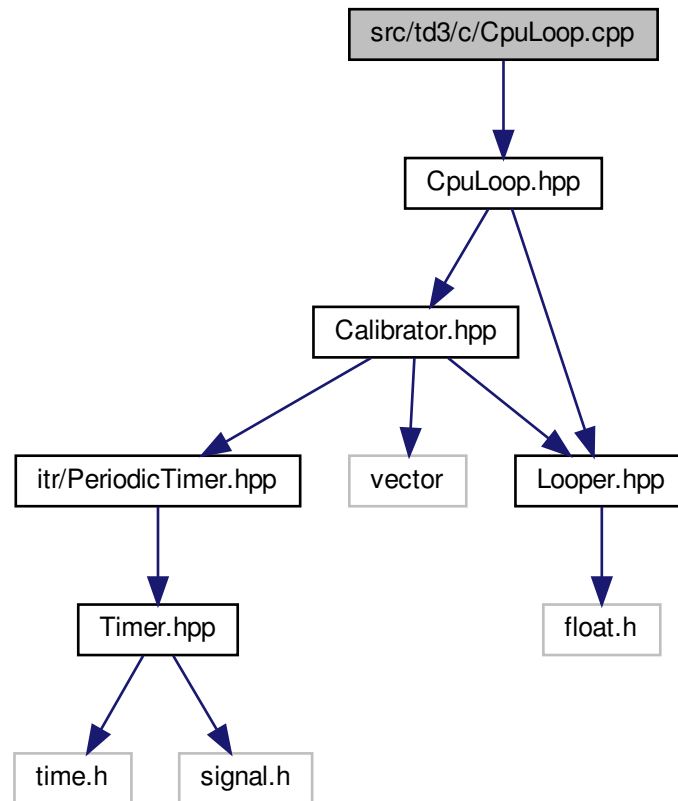 src/td3/c/CpuLoop.cpp
CpuLoop.hpp
Calibrator.hpp
itr/PeriodicTimer.hpp
vector
Looper.hpp
Timer.hpp
float.h
time.h
signal.h